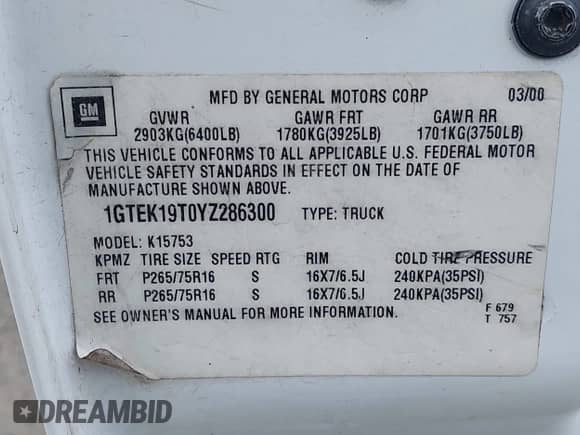 GM
MFD BY GENERAL MOTORS CORP 03/00
GVWR GAWR FRT GAWR RR
2903KG(6400LB) 1780KG(3925LB) 1701KG(3750LB)
THIS VEHICLE CONFORMS TO ALL APPLICABLE U.S. FEDERAL MOTOR
VEHICLE SAFETY STANDARDS IN EFFECT ON THE DATE OF
MANUFACTURE SHOWN ABOVE.
1GTEK19T0YZ286300 TYPE: TRUCK
MODEL: K15753
KPMZ TIRE SIZE SPEED RTG RIM COLD TIRE PRESSURE
FRT P265/75R16 S 16X7/6.5J 240KPA(35PSI)
RR P265/75R16 S 16X7/6.5J 240KPA(35PSI)
SEE OWNER'S MANUAL FOR MORE INFORMATION.
F 679
T 757
DREAMBID